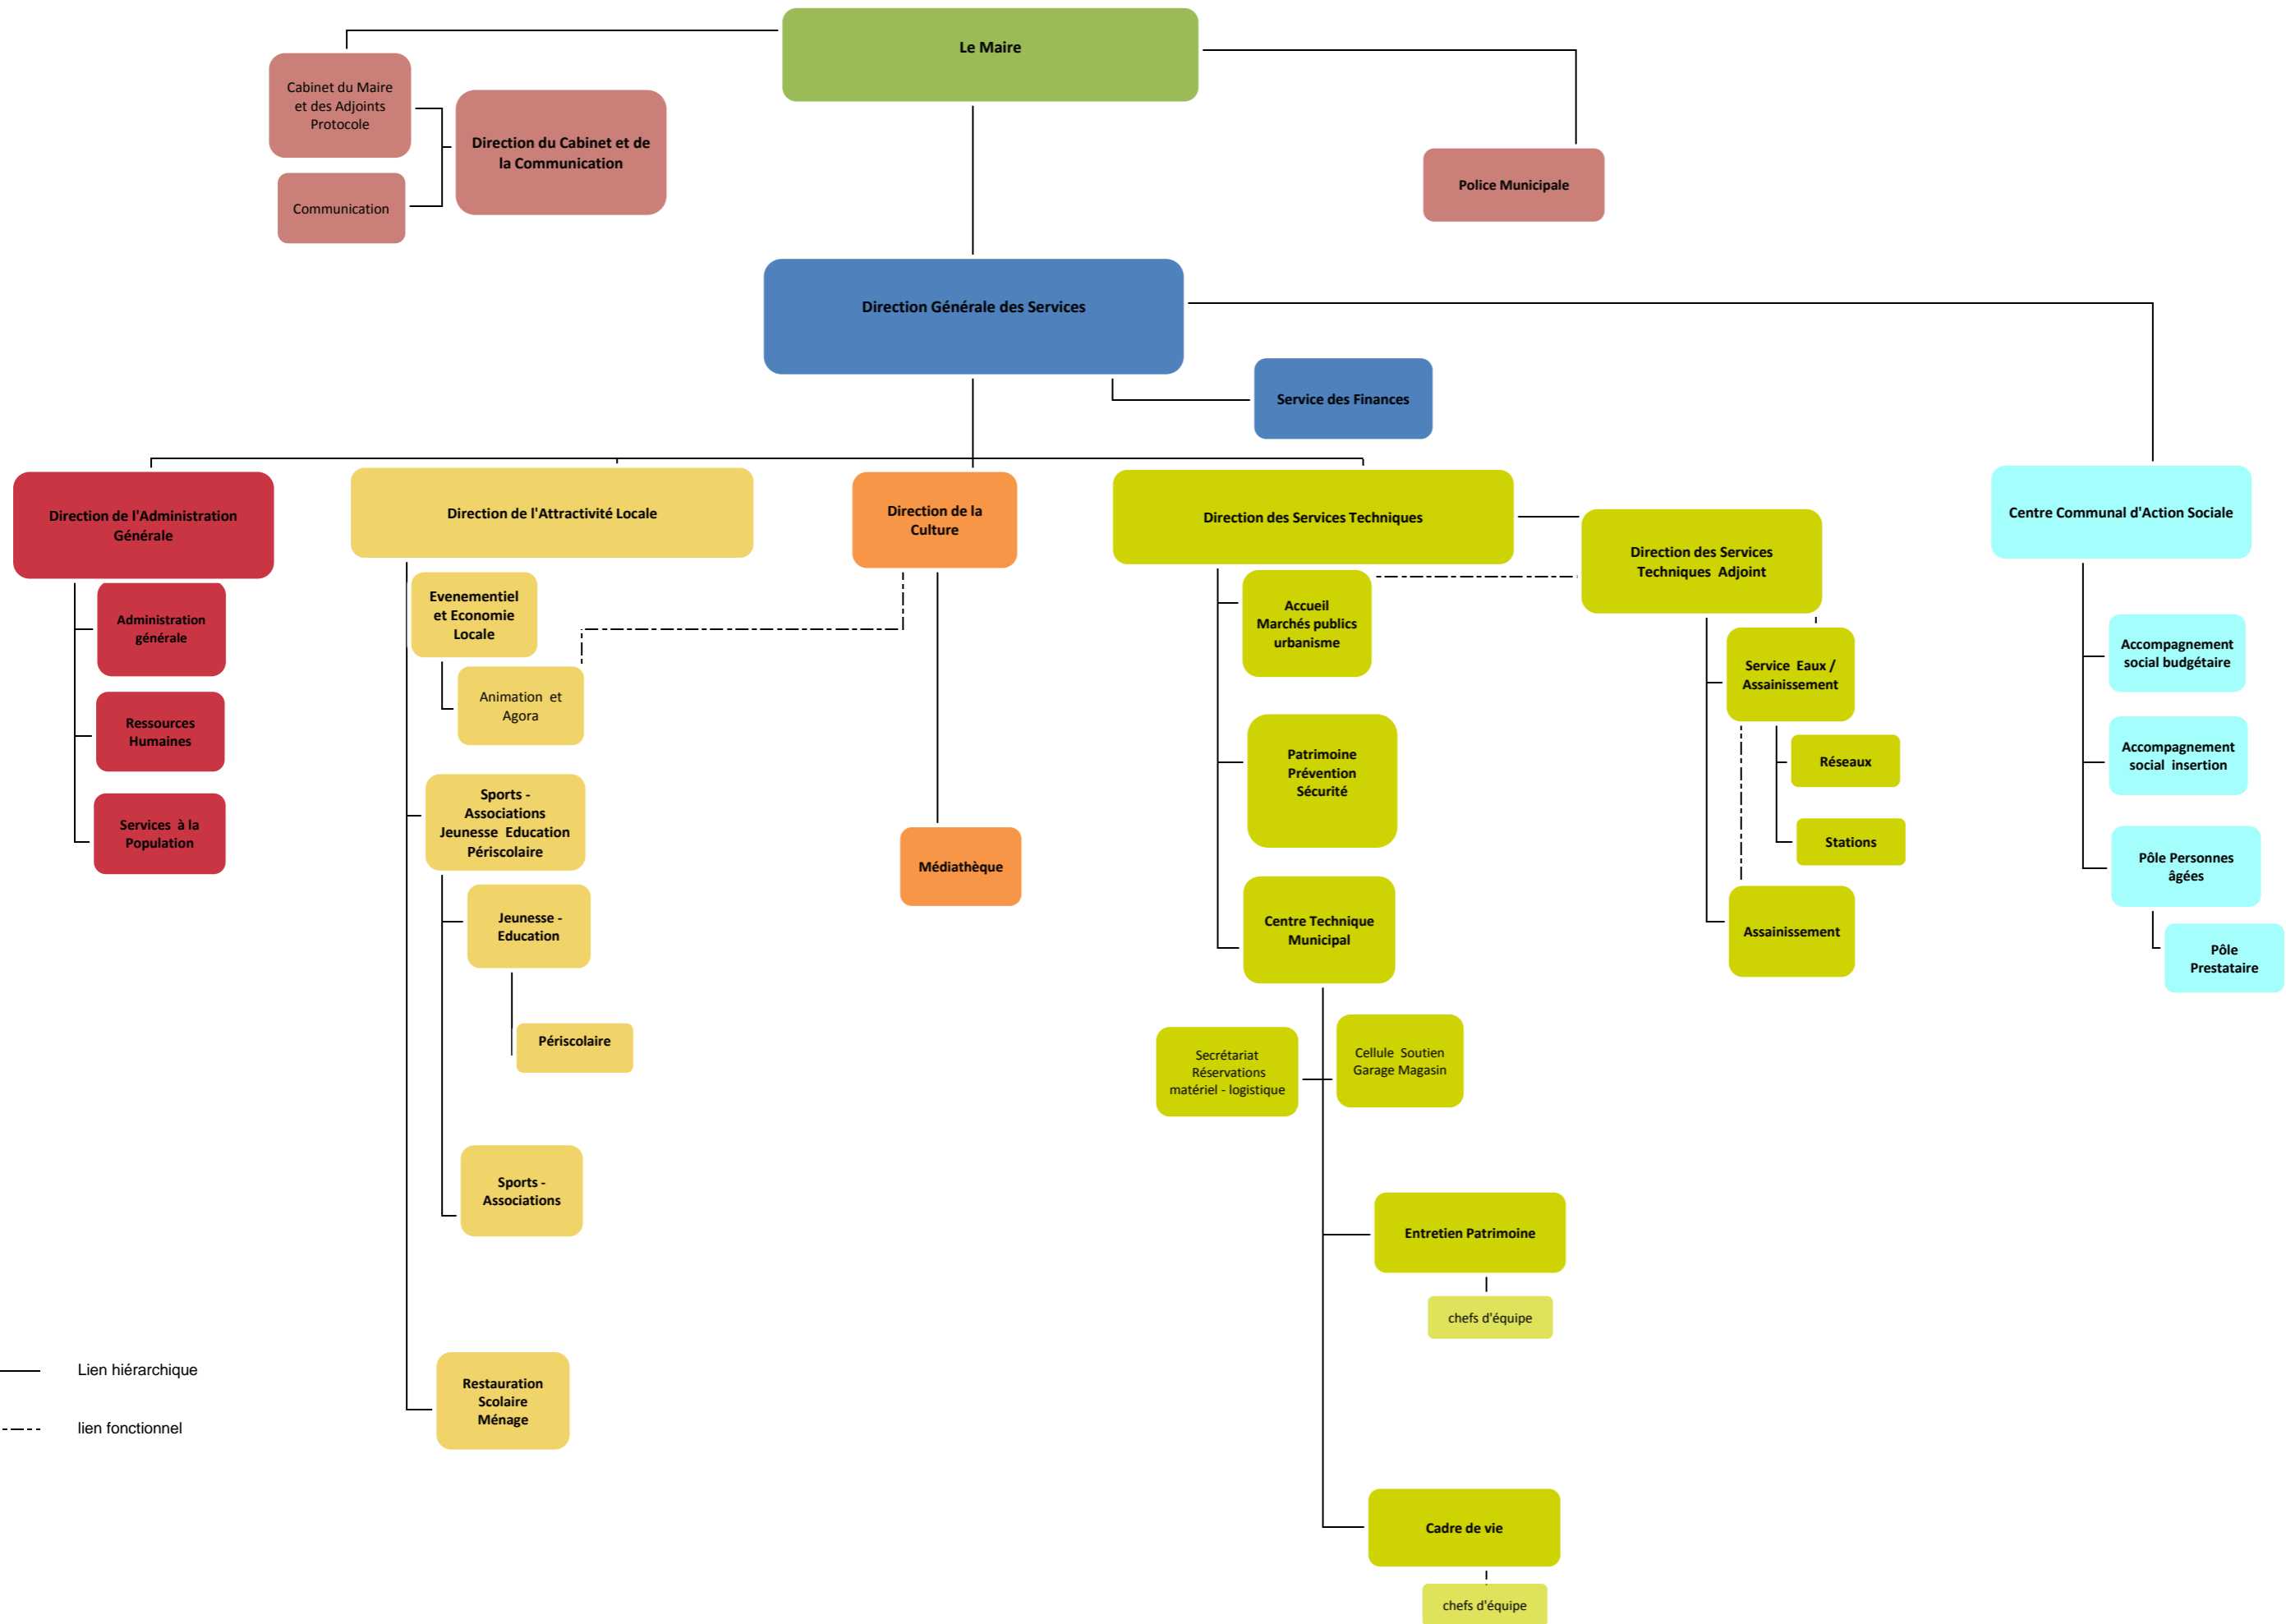 Le Maire
Cabinet du Maire
et des Adjoints
Protocole
Direction du Cabinet et de
la Communication
Communication
Police Municipale
Direction Générale des Services
Service des Finances
Direction de l'Administration
Générale
Administration
générale
Ressources
Humaines
Services à la
Population
Direction de l'Attractivité Locale
Evenementiel
et Economie
Locale
Animation et
Agora
Sports -
Associations
Jeunesse Education
Périscolaire
Jeunesse -
Education
Périscolaire
Sports -
Associations
Restauration
Scolaire
Ménage
Direction de la
Culture
Médiathèque
Direction des Services Techniques
Accueil
Marchés publics
urbanisme
Patrimoine
Prévention
Sécurité
Centre Technique
Municipal
Secrétariat
Réservations
matériel - logistique
Cellule Soutien
Garage Magasin
Entretien Patrimoine
chefs d'équipe
Cadre de vie
chefs d'équipe
Direction des Services
Techniques Adjoint
Service Eaux /
Assainissement
Réseaux
Stations
Assainissement
Centre Communal d'Action Sociale
Accompagnement
social budgétaire
Accompagnement
social insertion
Pôle Personnes
âgées
Pôle
Prestataire
Lien hiérarchique
lien fonctionnel